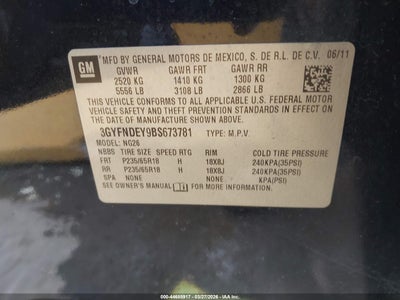 GM
MFD BY GENERAL MOTORS DE MEXICO, S. DE R.L. DE C.V. 06/11
GVWR GAWR FRT GAWR RR
2520 KG 1410 KG 1300 KG
5556 LB 3108 LB 2866 LB
THIS VEHICLE CONFORMS TO ALL APPLICABLE U.S. FEDERAL MOTOR
VEHICLE SAFETY AND THEFT PREVENTION STANDARDS IN EFFECT ON
THE DATE OF MANUFACTURE SHOWN ABOVE.
3GYFNDEY9BS673781 TYPE: M.P.V.
MODEL: NG26
NBBS TIRE SIZE SPEED RTG RIM COLD TIRE PRESSURE
FRT P235/65R18 H 18X8J 240KPA(35PSI)
RR P235/65R18 H 18X8J 240KPA(35PSI)
SPA NONE NONE KPA(PSI)
SEE OWNER'S MANUAL FOR ADDITIONAL INFORMATION.
000-44665917 - 03/27/2026 - 000